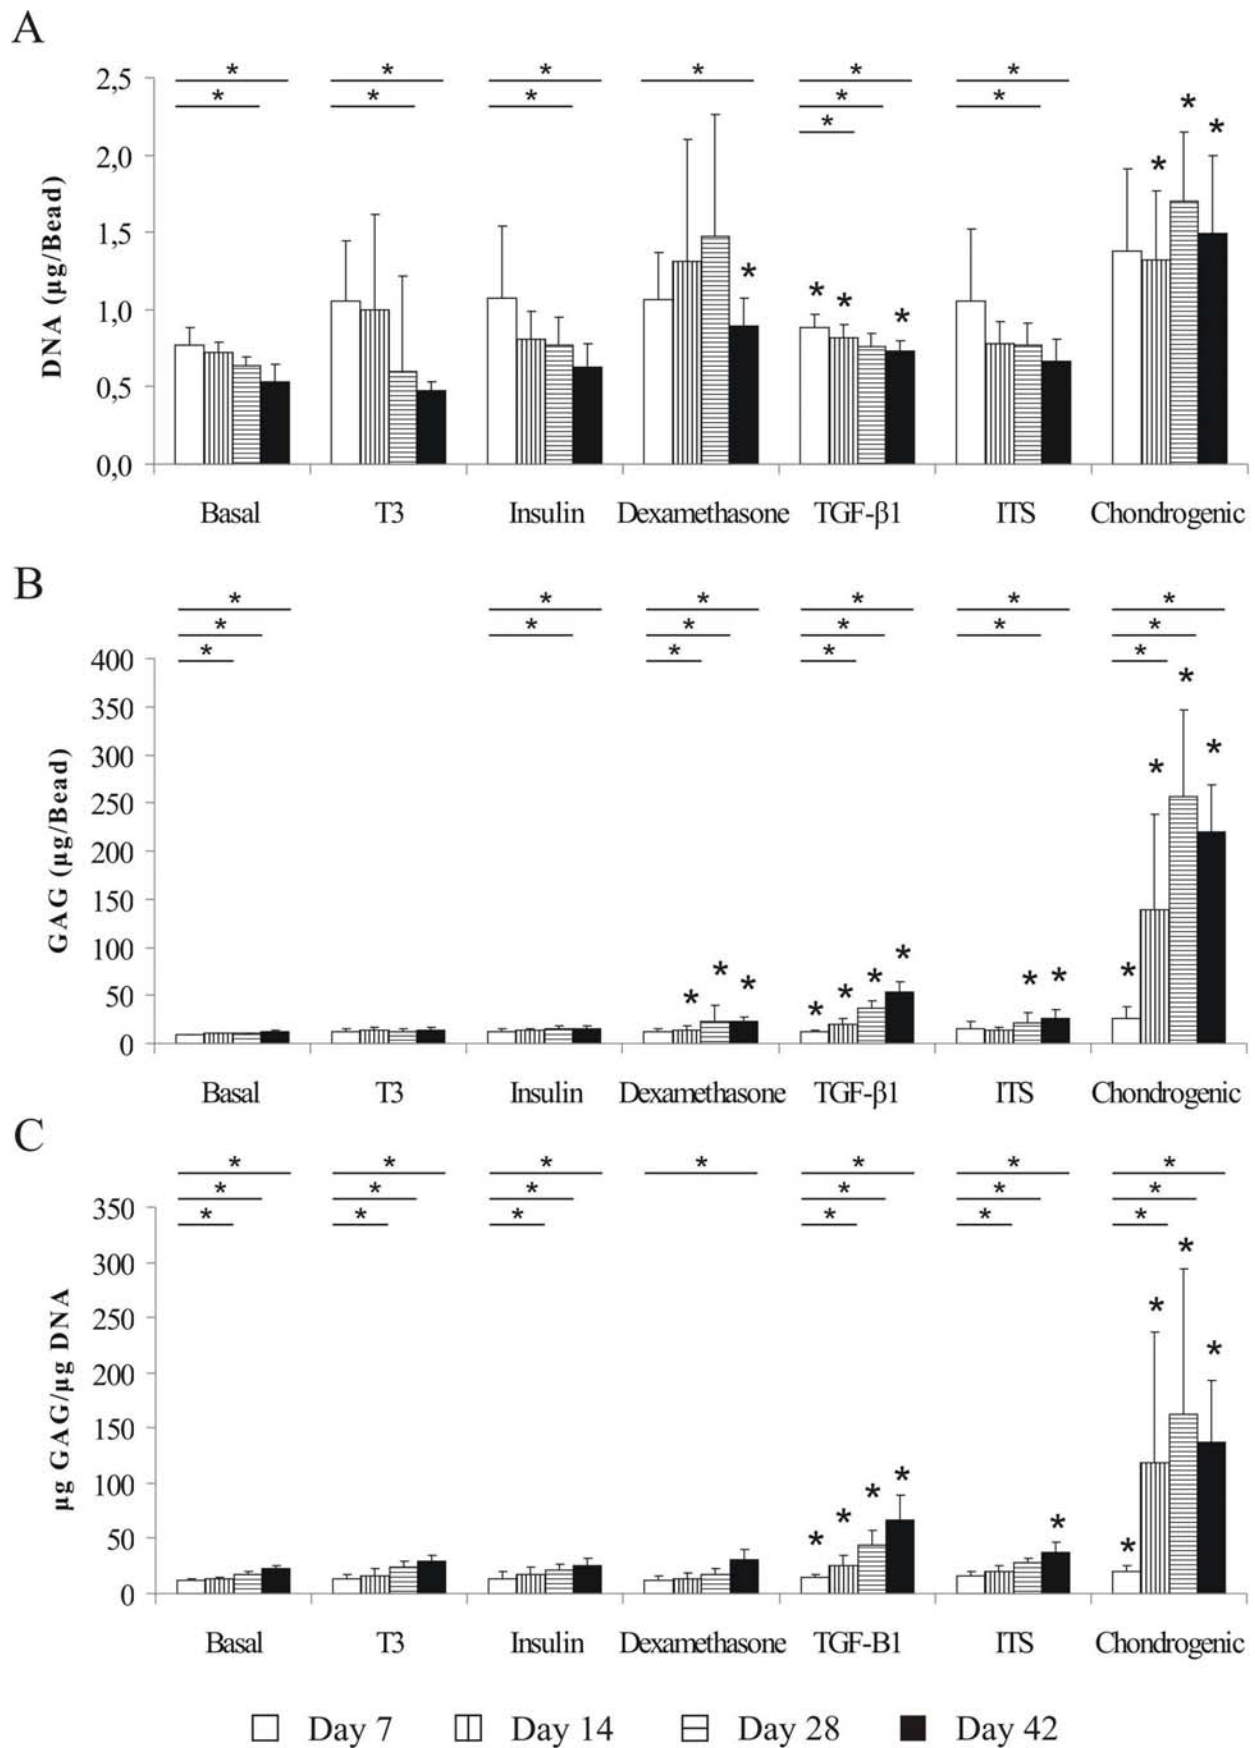 A
* * * * * *
* * * * *
*
2,5
2,0
1,5
1,0
0,5
0,0
DNA (µg/Bead)
* * * * * * *
Basal T3 Insulin Dexamethasone TGF-β1 ITS Chondrogenic
B
* * * * * *
* * * * * *
* * * *
400
350
300
250
200
150
100
50
0
GAG (µg/Bead)
* * * * * * * * * * * * *
Basal T3 Insulin Dexamethasone TGF-β1 ITS Chondrogenic
C
* * * * * * *
* * * * * *
* * * * * *
350
300
250
200
150
100
50
0
µg GAG/µg DNA
* * * * * * * * *
Basal T3 Insulin Dexamethasone TGF-B1 ITS Chondrogenic
Day 7 Day 14 Day 28 Day 42